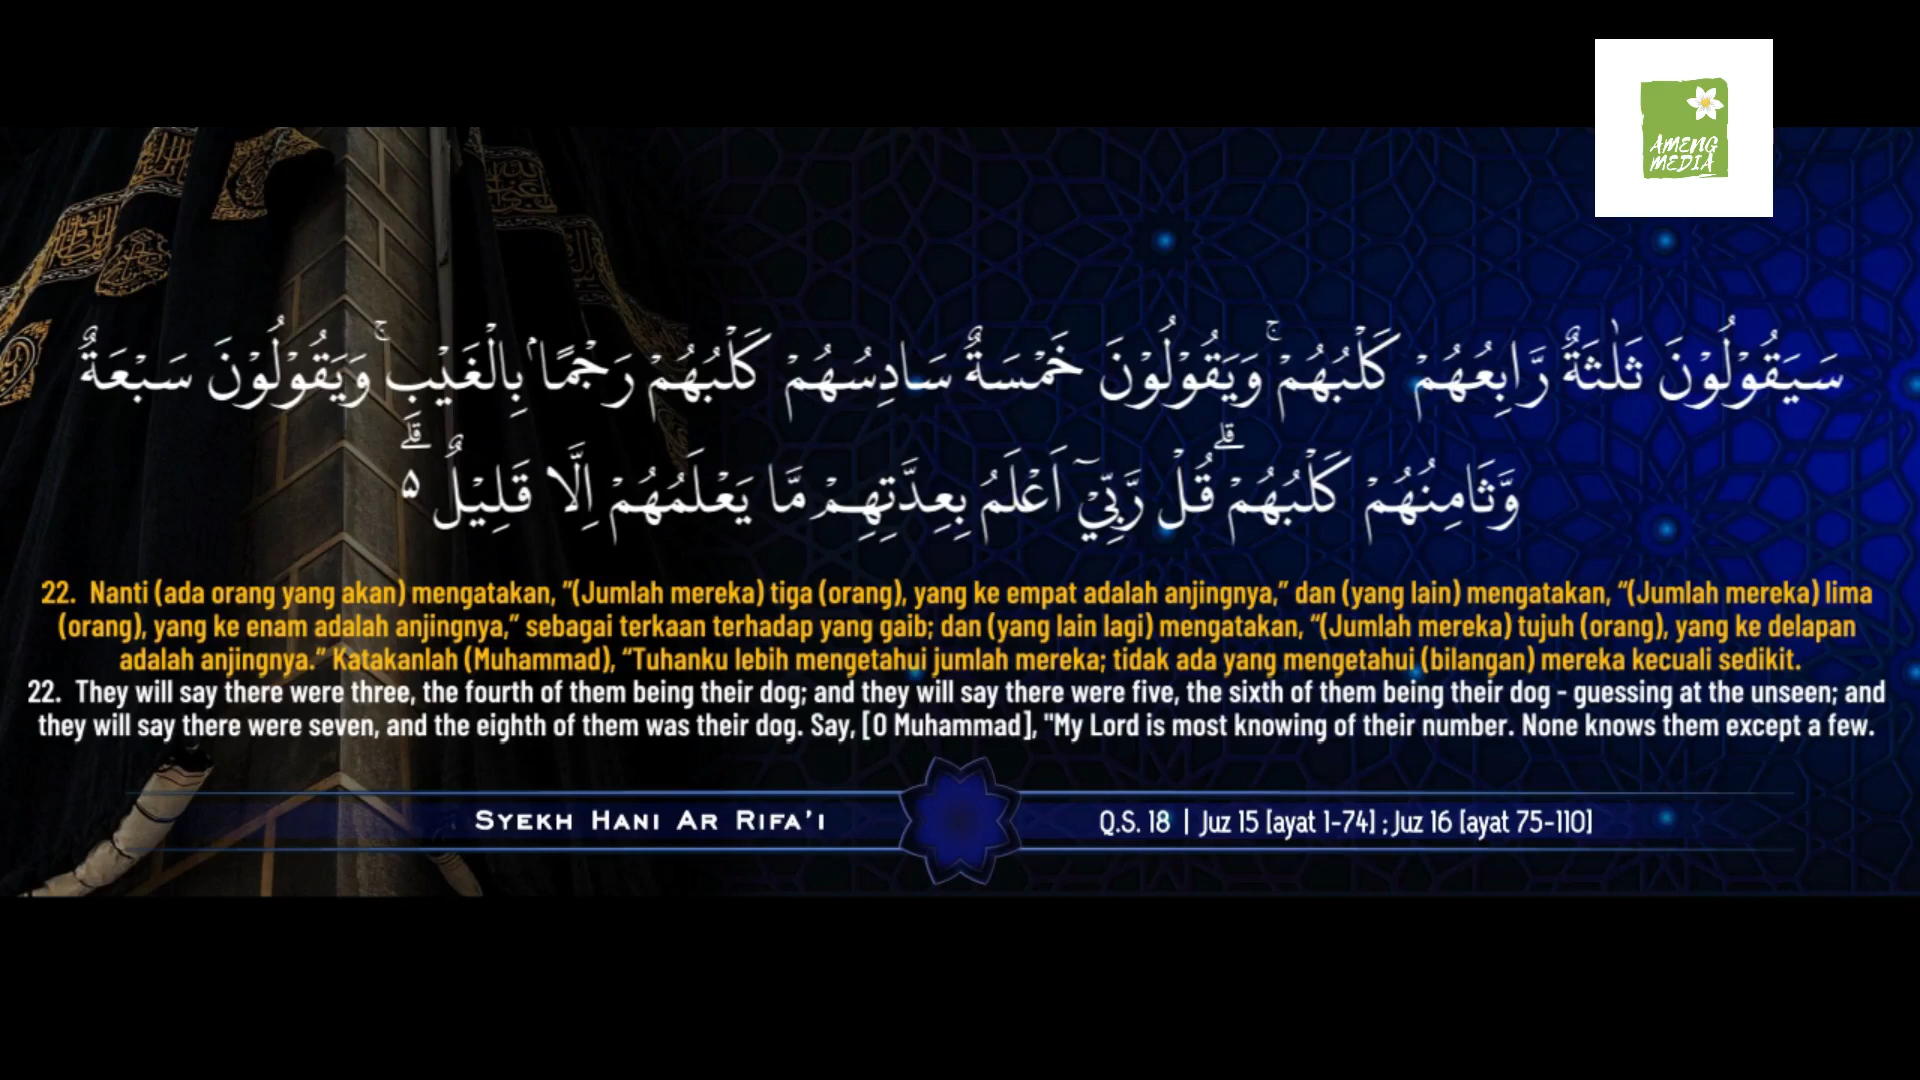 AMENG
MEDIA
سَيَقُوْلُوْنَ ثَلٰثَةٌ رَّابِعُهُمْ كَلْبُهُمْۚ وَيَقُوْلُوْنَ خَمْسَةٌ سَادِسُهُمْ كَلْبُهُمْ رَجْمًاۢ بِالْغَيْبِۚ وَيَقُوْلُوْنَ سَبْعَةٌ
وَّثَامِنُهُمْ كَلْبُهُمْۗ قُلْ رَّبِّيْٓ اَعْلَمُ بِعِدَّتِهِمْ مَّا يَعْلَمُهُمْ اِلَّا قَلِيْلٌ ۗە
22. Nanti (ada orang yang akan) mengatakan, ”(Jumlah mereka) tiga (orang), yang ke empat adalah anjingnya,” dan (yang lain) mengatakan, “(Jumlah mereka) lima
(orang), yang ke enam adalah anjingnya,” sebagai terkaan terhadap yang gaib; dan (yang lain lagi) mengatakan, “(Jumlah mereka) tujuh (orang), yang ke delapan
adalah anjingnya.” Katakanlah (Muhammad), “Tuhanku lebih mengetahui jumlah mereka; tidak ada yang mengetahui (bilangan) mereka kecuali sedikit.
22. They will say there were three, the fourth of them being their dog; and they will say there were five, the sixth of them being their dog - guessing at the unseen; and
they will say there were seven, and the eighth of them was their dog. Say, [O Muhammad], "My Lord is most knowing of their number. None knows them except a few.
Syekh Hani Ar Rifa'i
Q.S. 18 | Juz 15 [ayat 1-74] ; Juz 16 [ayat 75-110]